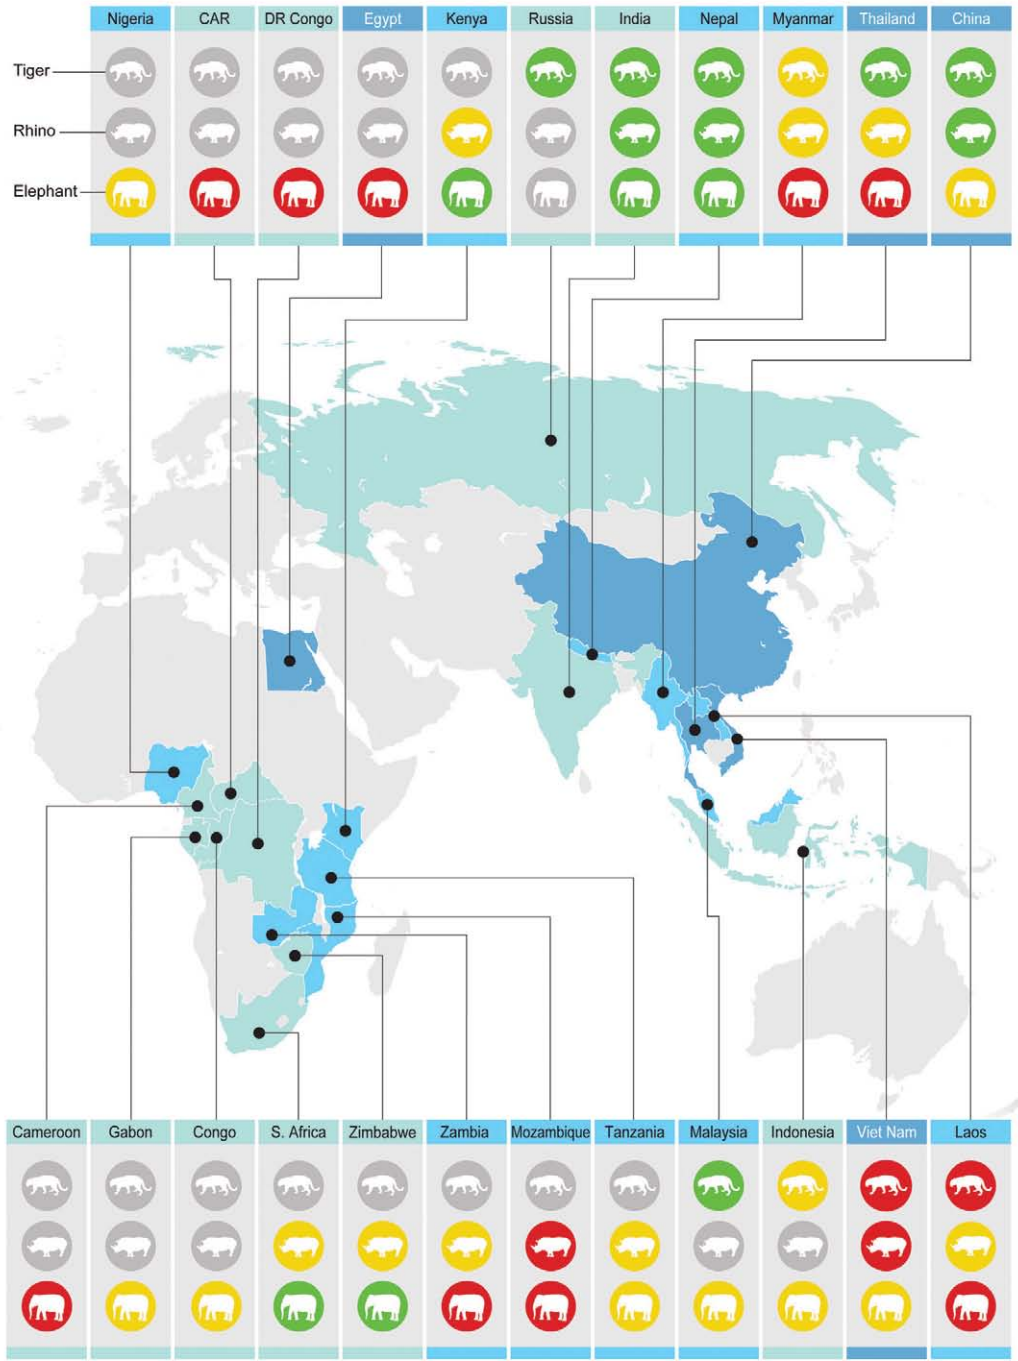 Nigeria CAR DR Congo Egypt Kenya Russia India Nepal Myanmar Thailand China
Tiger
Rhino
Elephant
Cameroon Gabon Congo S. Africa Zimbabwe Zambia Mozambique Tanzania Malaysia Indonesia Viet Nam Laos